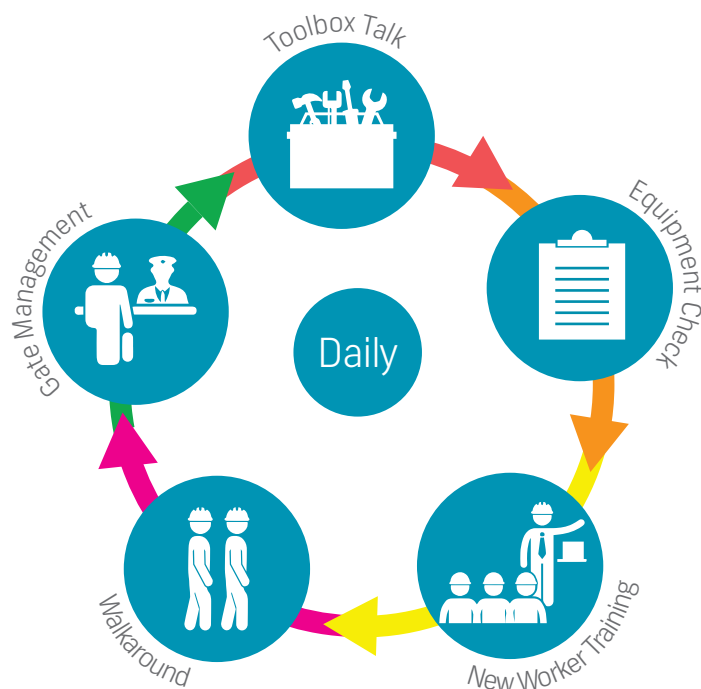 Toolbox Talk
Equipment Check
New Worker Training
Walkaround
Gate Management
Daily